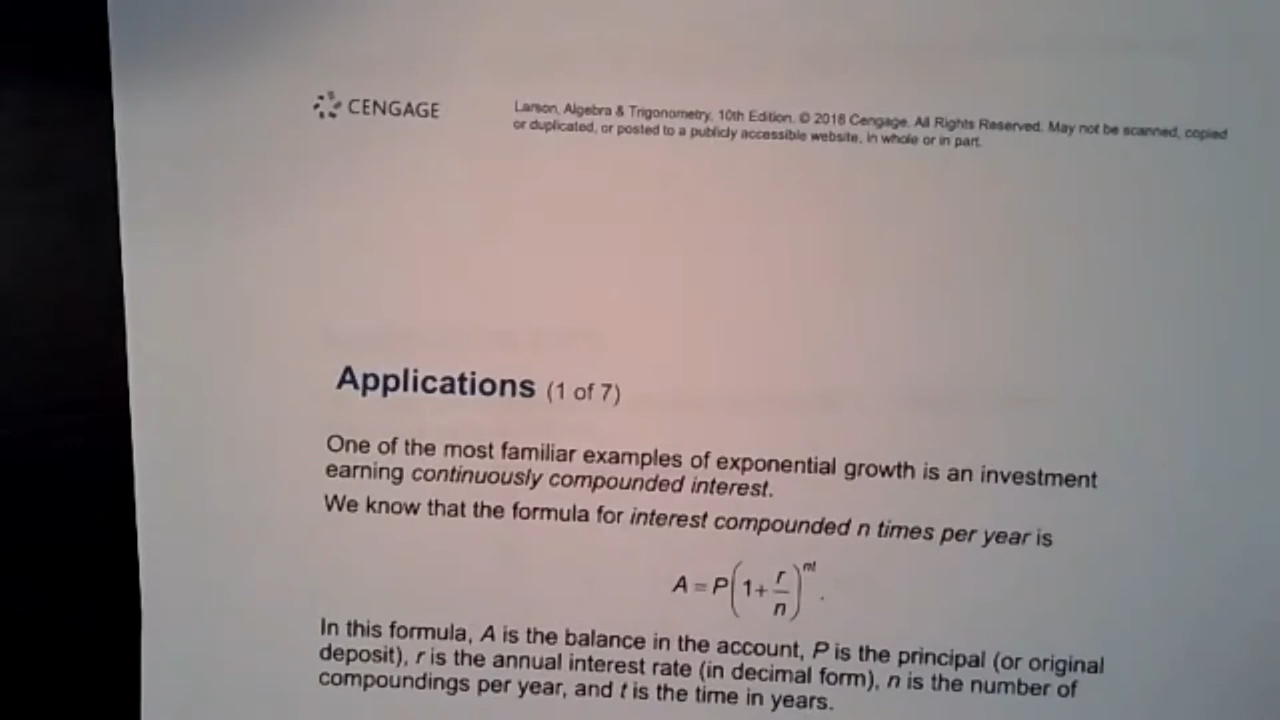 CENGAGE
Larson, Algebra & Trigonometry, 10th Edition. © 2018 Cengage. All Rights Reserved. May not be scanned, copied
or duplicated, or posted to a publicly accessible website, in whole or in part.
Applications (1 of 7)
One of the most familiar examples of exponential growth is an investment
earning continuously compounded interest.
We know that the formula for interest compounded n times per year is
A = P(1 + r/n)^nt.
In this formula, A is the balance in the account, P is the principal (or original
deposit), r is the annual interest rate (in decimal form), n is the number of
compoundings per year, and t is the time in years.